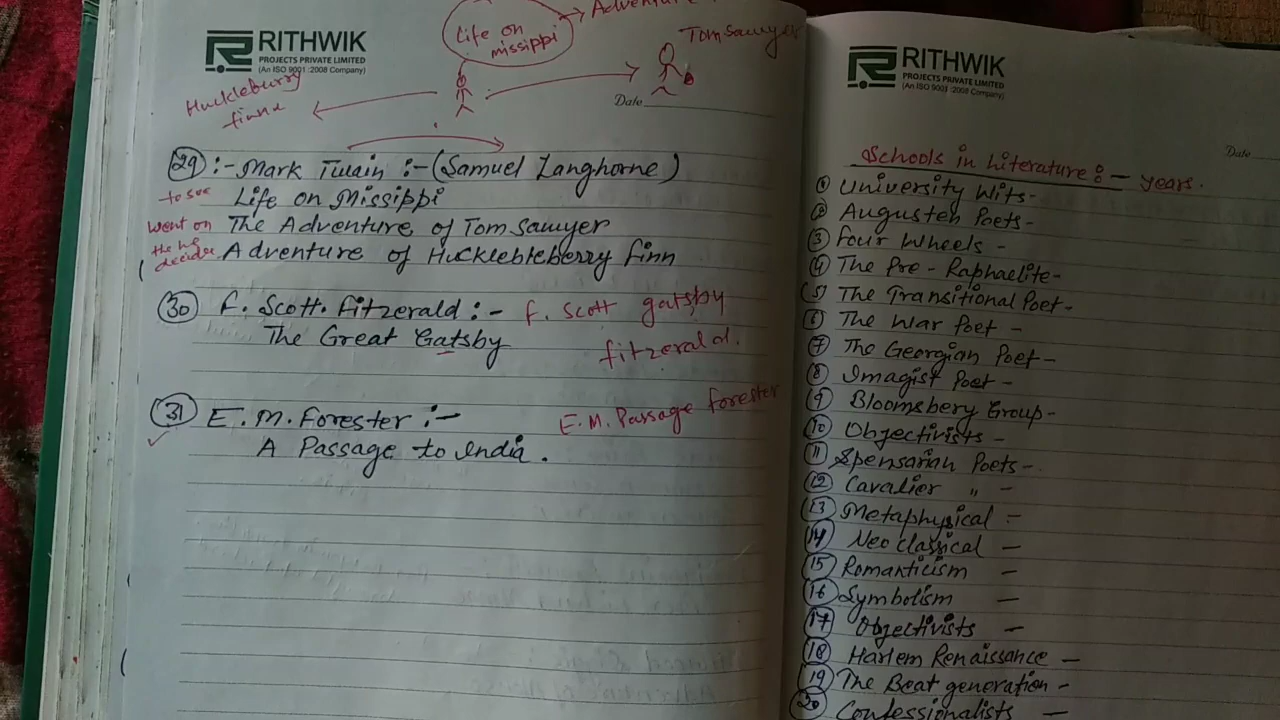 Life on
missippi
Adventure
Tom Sawyer
RITHWIK
PROJECTS PRIVATE LIMITED
(An ISO 9001 :2008 Company)
Huckleburry
finna
Date
29 :- Mark Twain :- (Samuel Langhorne)
to see
Life on Missippi
went on
The Adventure of Tom Sawyer
decide
Adventure of Huckblebleberry Finn
30 F. Scott. Fitzerald :- F. Scott gatsby
fitzerald.
The Great Gatsby
31 E.M. Forester :-
E.M. Passage forester
A Passage to India.
RITHWIK
PROJECTS PRIVATE LIMITED
(An ISO 9001 :2008 Company)
Date
Schools in Literature :- years.
1 University Wits-
2 Augusteh Poets-
3 Four Wheels -
4 The Pre-Raphaelite-
5 The Transitional Poet-
6 The War Poet -
7 The Georgian Poet-
8 Imagist Poet -
9 Bloomsbery Group-
10 Objectivists -
11 Spensarian Poets-
12 Cavalier " -
13 Metaphysical -
14 Neo classical -
15 Romanticism -
16 Symbolism -
17 Objectivists -
18 Harlem Renaissance -
19 The Beat generation-
20 Confessionalists -